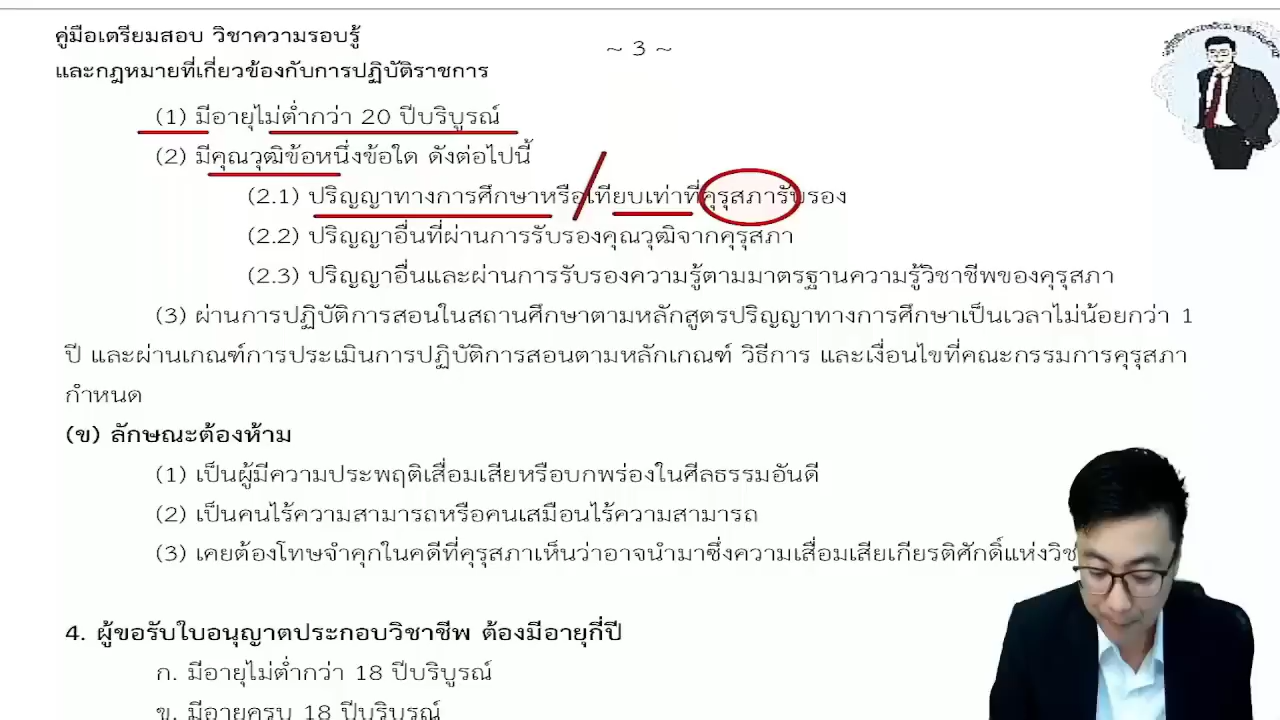 คู่มือเตรียมสอบ วิชาความรอบรู้
และกฎหมายที่เกี่ยวข้องกับการปฏิบัติราชการ
~ 3 ~
(1) มีอายุไม่ต่ำกว่า 20 ปีบริบูรณ์
(2) มีคุณวุฒิข้อหนึ่งข้อใด ดังต่อไปนี้
(2.1) ปริญญาทางการศึกษาหรือเทียบเท่าที่คุรุสภารับรอง
(2.2) ปริญญาอื่นที่ผ่านการรับรองคุณวุฒิจากคุรุสภา
(2.3) ปริญญาอื่นและผ่านการรับรองความรู้ตามมาตรฐานความรู้วิชาชีพของคุรุสภา
(3) ผ่านการปฏิบัติการสอนในสถานศึกษาตามหลักสูตรปริญญาทางการศึกษาเป็นเวลาไม่น้อยกว่า 1
ปี และผ่านเกณฑ์การประเมินการปฏิบัติการสอนตามหลักเกณฑ์ วิธีการ และเงื่อนไขที่คณะกรรมการคุรุสภา
กำหนด
(ข) ลักษณะต้องห้าม
(1) เป็นผู้มีความประพฤติเสื่อมเสียหรือบกพร่องในศีลธรรมอันดี
(2) เป็นคนไร้ความสามารถหรือคนเสมือนไร้ความสามารถ
(3) เคยต้องโทษจำคุกในคดีที่คุรุสภาเห็นว่าอาจนำมาซึ่งความเสื่อมเสียเกียรติศักดิ์แห่งวิช
4. ผู้ขอรับใบอนุญาตประกอบวิชาชีพ ต้องมีอายุกี่ปี
ก. มีอายุไม่ต่ำกว่า 18 ปีบริบูรณ์
ข. มีอายุครบ 18 ปีบริบูรณ์